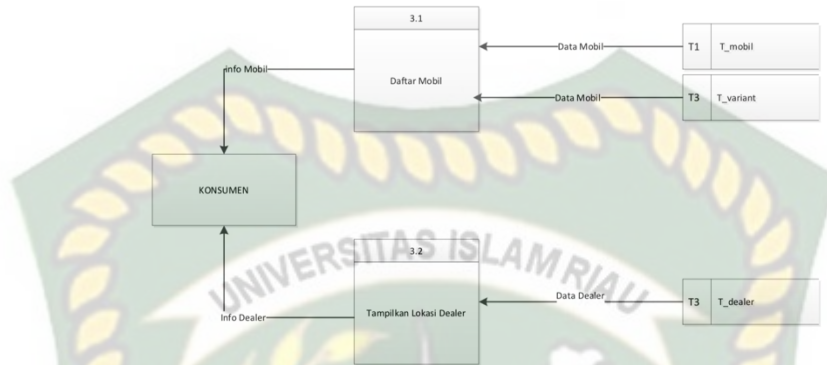 3.1
Data Mobil
T1 T_mobil
info Mobil
Daftar Mobil
Data Mobil
T3 T_variant
KONSUMEN
UNIVERSITAS ISLAM RIAU
3.2
Data Dealer
T3 T_dealer
Info Dealer
Tampilkan Lokasi Dealer